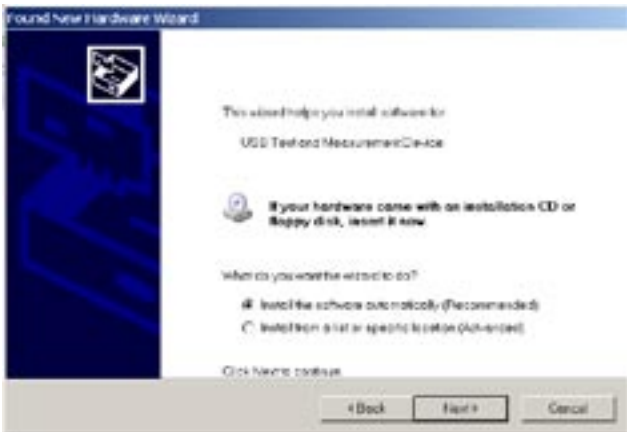 Found New Hardware Wizard
This wizard helps you install software for:
USB Test and Measurement Device
If your hardware came with an installation CD or
floppy disk, insert it now.
What do you want the wizard to do?
Install the software automatically (Recommended)
Install from a list or specific location (Advanced)
Click Next to continue.
< Back
Next >
Cancel